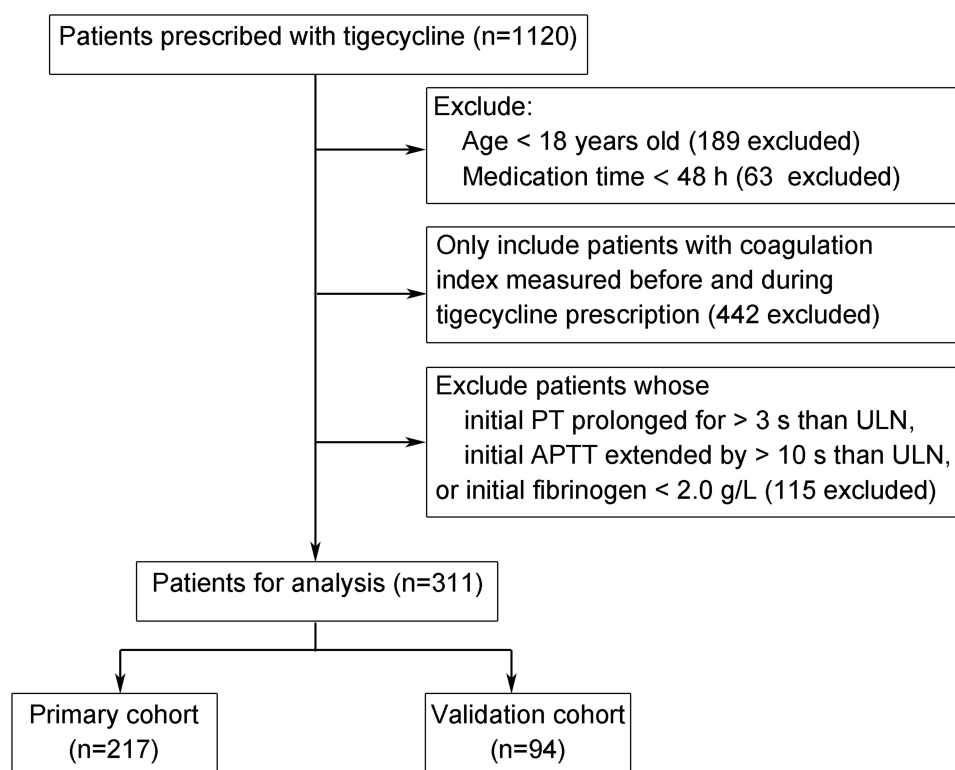 Patients prescribed with tigecycline (n=1120)
Exclude:
Age < 18 years old (189 excluded)
Medication time < 48 h (63 excluded)
Only include patients with coagulation
index measured before and during
tigecycline prescription (442 excluded)
Exclude patients whose
initial PT prolonged for > 3 s than ULN,
initial APTT extended by > 10 s than ULN,
or initial fibrinogen < 2.0 g/L (115 excluded)
Patients for analysis (n=311)
Primary cohort
(n=217)
Validation cohort
(n=94)